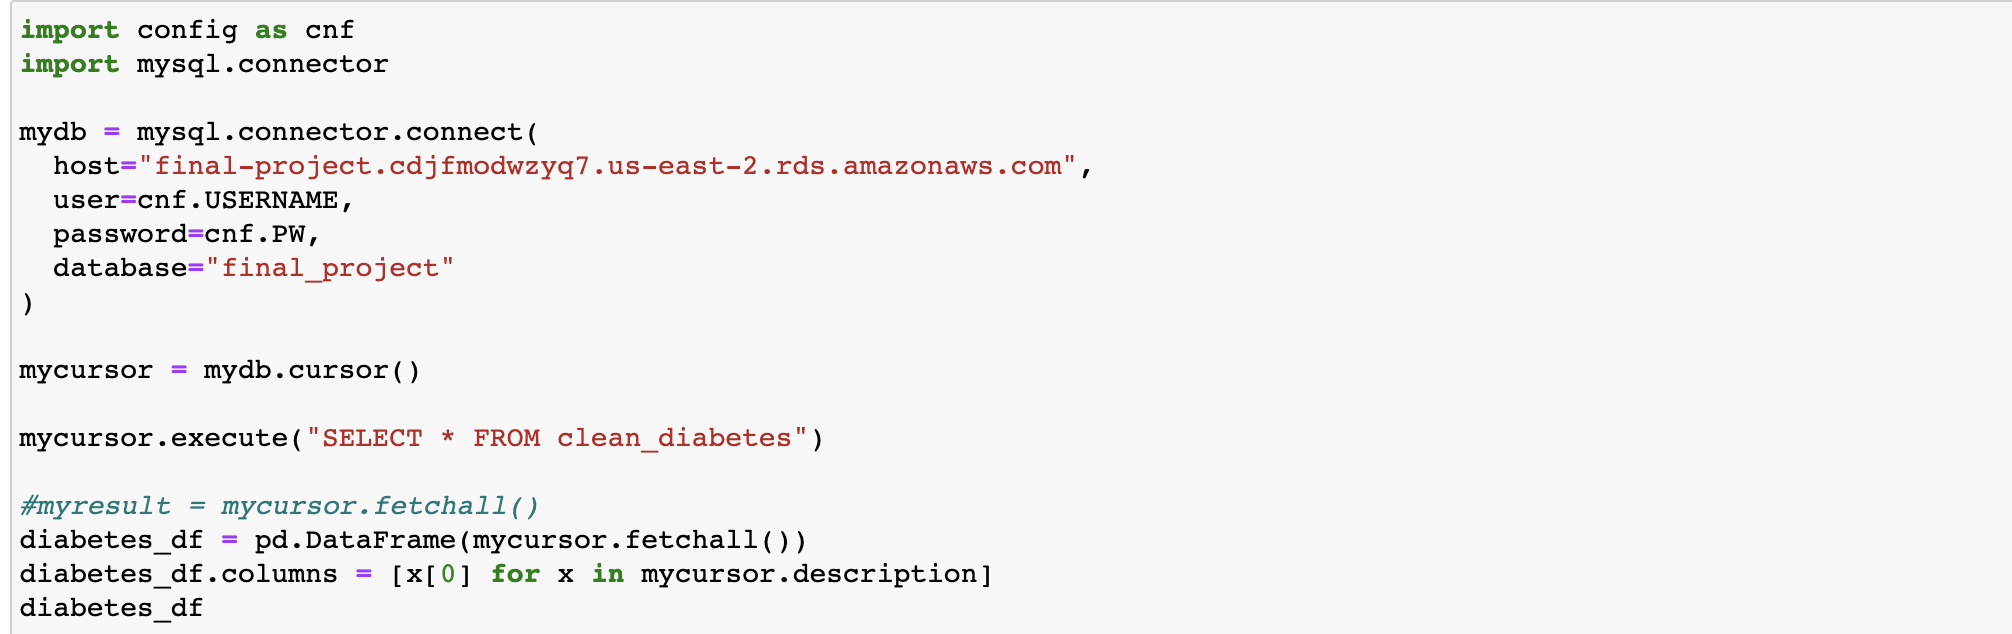 import config as cnf
import mysql.connector
mydb = mysql.connector.connect(
host="final-project.cdjfmodwzyq7.us-east-2.rds.amazonaws.com",
user=cnf.USERNAME,
password=cnf.PW,
database="final_project"
)
mycursor = mydb.cursor()
mycursor.execute("SELECT * FROM clean_diabetes")
#myresult = mycursor.fetchall()
diabetes_df = pd.DataFrame(mycursor.fetchall())
diabetes_df.columns = [x[0] for x in mycursor.description]
diabetes_df